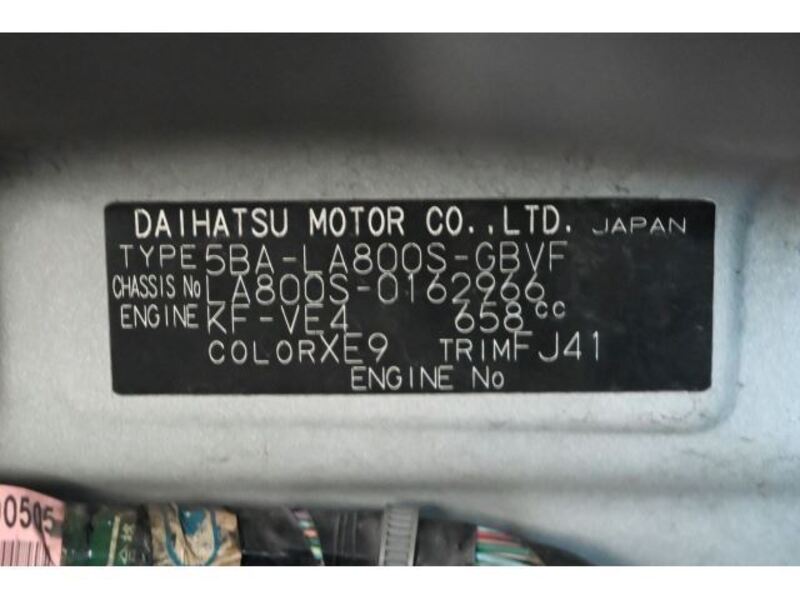 DAIHATSU MOTOR CO.,LTD. JAPAN
TYPE 5BA-LA800S-GBVF
CHASSIS No LA800S-0162966
ENGINE KF-VE4 658cc
COLOR XE9 TRIM FJ41
ENGINE No
00505